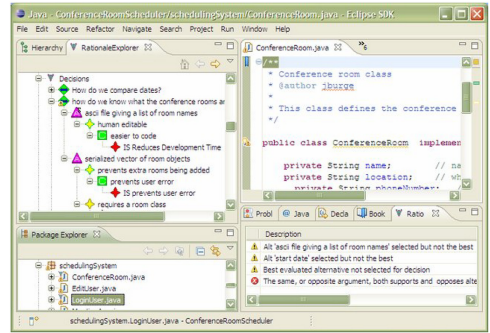 Java - ConferenceRoomScheduler/schedulingSystem/ConferenceRoom.java - Eclipse SDK
File Edit Source Refactor Navigate Search Project Run Window Help
Hierarchy RationaleExplorer
Decisions
How do we compare dates?
how do we know what the conference rooms ar
ascii file giving a list of room names
human editable
easier to code
IS Reduces Development Time
serialized vector of room objects
prevents extra rooms being added
prevents user error
IS prevents user error
requires a room class
Package Explorer
schedulingSystem
ConferenceRoom.java
EditUser.java
LoginUser.java
ConferenceRoom.java
/**
* Conference room class
* @author jburge
*
* This class defines the conference
*/
public class ConferenceRoom implemen
private String name; // na
private String location; // wh
private String phoneNumber;
Probl Java Decla Book Ratio
Description
Alt 'ascii file giving a list of room names' selected but not the best
Alt 'start date' selected but not the best
Best evaluated alternative not selected for decision
The same, or opposite argument, both supports and opposes alte
schedulingSystem.LoginUser.java - ConferenceRoomScheduler